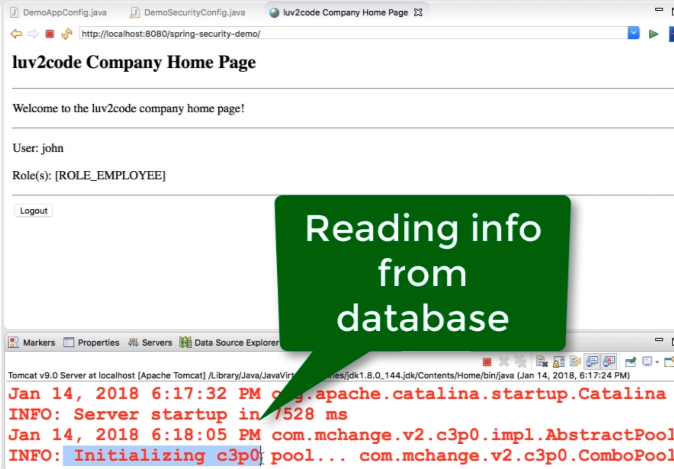 DemoAppConfig.java DemoSecurityConfig.java luv2code Company Home Page
http://localhost:8080/spring-security-demo/
luv2code Company Home Page
Welcome to the luv2code company home page!
User: john
Role(s): [ROLE_EMPLOYEE]
Logout
Reading info
from
database
Markers Properties Servers Data Source Explorer
Tomcat v9.0 Server at localhost [Apache Tomcat] /Library/Java/JavaVirt es/jdk1.8.0_144.jdk/Contents/Home/bin/java (Jan 14, 2018, 6:17:24 PM)
Jan 14, 2018 6:17:32 PM org.apache.catalina.startup.Catalina
INFO: Server startup in 7528 ms
Jan 14, 2018 6:18:05 PM com.mchange.v2.c3p0.impl.AbstractPool
INFO: Initializing c3p0 pool... com.mchange.v2.c3p0.ComboPool